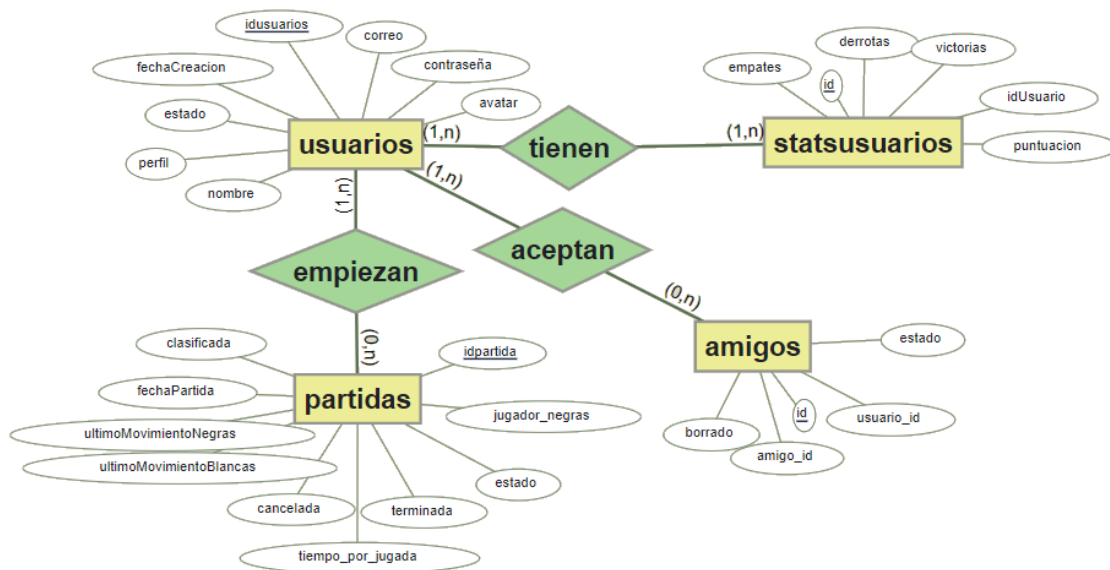 idusuarios
correo
fechaCreacion
contraseña
estado
avatar
perfil
nombre
usuarios
(1,n)
tienen
(1,n)
statsusuarios
empates
derrotas
id
victorias
idUsuario
puntuacion
(1,n)
(1,n)
empiezan
aceptan
(0,n)
(0,n)
amigos
estado
borrado
amigo_id
id
usuario_id
partidas
clasificada
idpartida
fechaPartida
jugador_negras
ultimoMovimientoNegras
ultimoMovimientoBlancas
cancelada
terminada
estado
tiempo_por_jugada